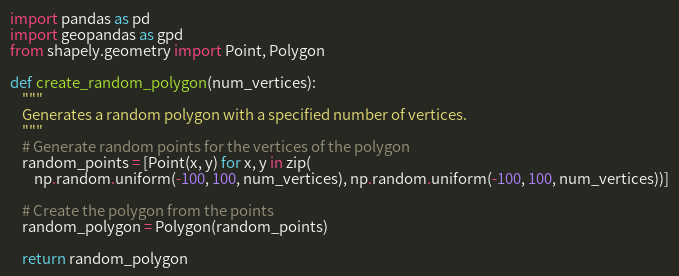 import pandas as pd
import geopandas as gpd
from shapely.geometry import Point, Polygon

def create_random_polygon(num_vertices):
    """
    Generates a random polygon with a specified number of vertices.
    """
    # Generate random points for the vertices of the polygon
    random_points = [Point(x, y) for x, y in zip(
        np.random.uniform(-100, 100, num_vertices), np.random.uniform(-100, 100, num_vertices))]

    # Create the polygon from the points
    random_polygon = Polygon(random_points)

    return random_polygon